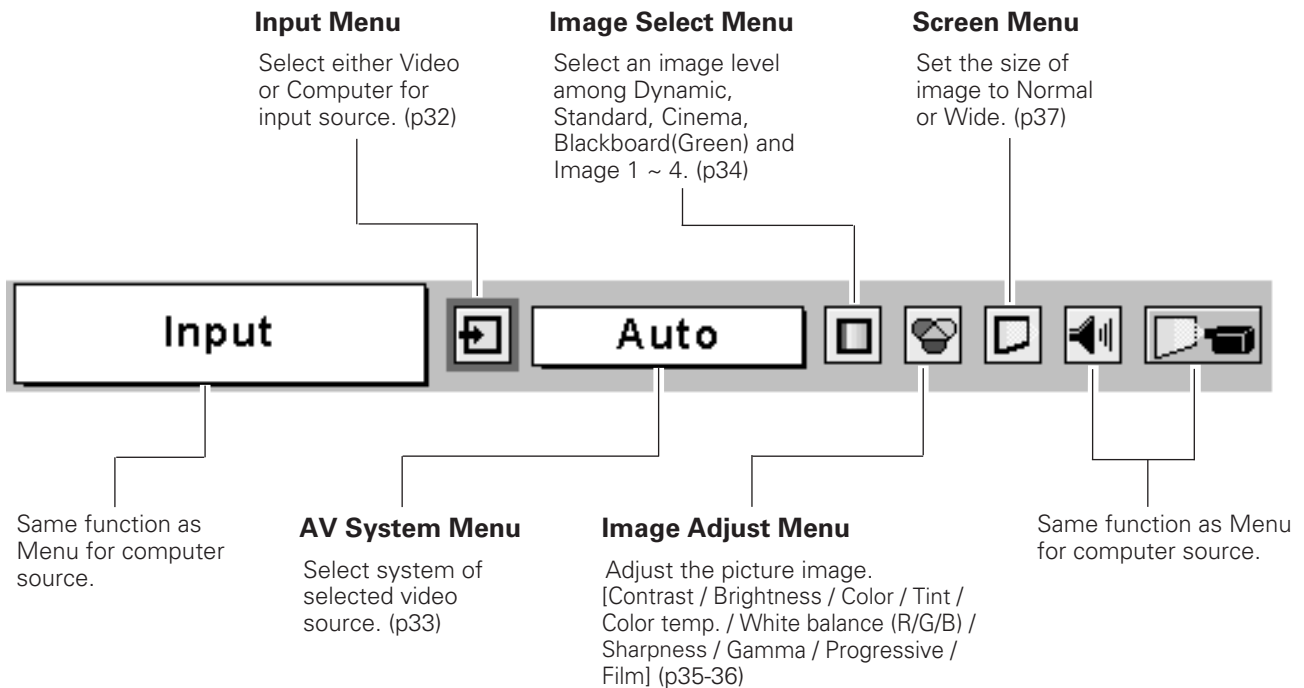 Input Menu
Select either Video
or Computer for
input source. (p32)
Image Select Menu
Select an image level
among Dynamic,
Standard, Cinema,
Blackboard(Green) and
Image 1 ~ 4. (p34)
Screen Menu
Set the size of
image to Normal
or Wide. (p37)
Input
Auto
Same function as
Menu for computer
source.
AV System Menu
Select system of
selected video
source. (p33)
Image Adjust Menu
Adjust the picture image.
[Contrast / Brightness / Color / Tint /
Color temp. / White balance (R/G/B) /
Sharpness / Gamma / Progressive /
Film] (p35-36)
Same function as Menu
for computer source.